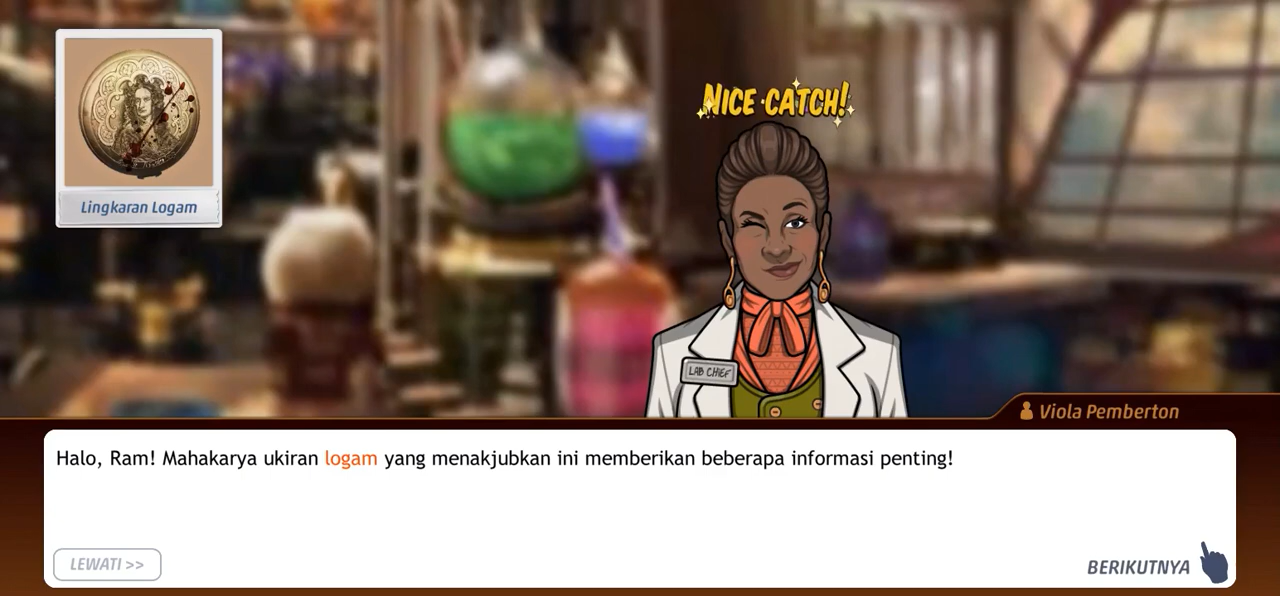 NICE CATCH!
Lingkaran Logam
LAB CHIEF
Viola Pemberton
Halo, Ram! Mahakarya ukiran logam yang menakjubkan ini memberikan beberapa informasi penting!
LEWATI >>
BERIKUTNYA